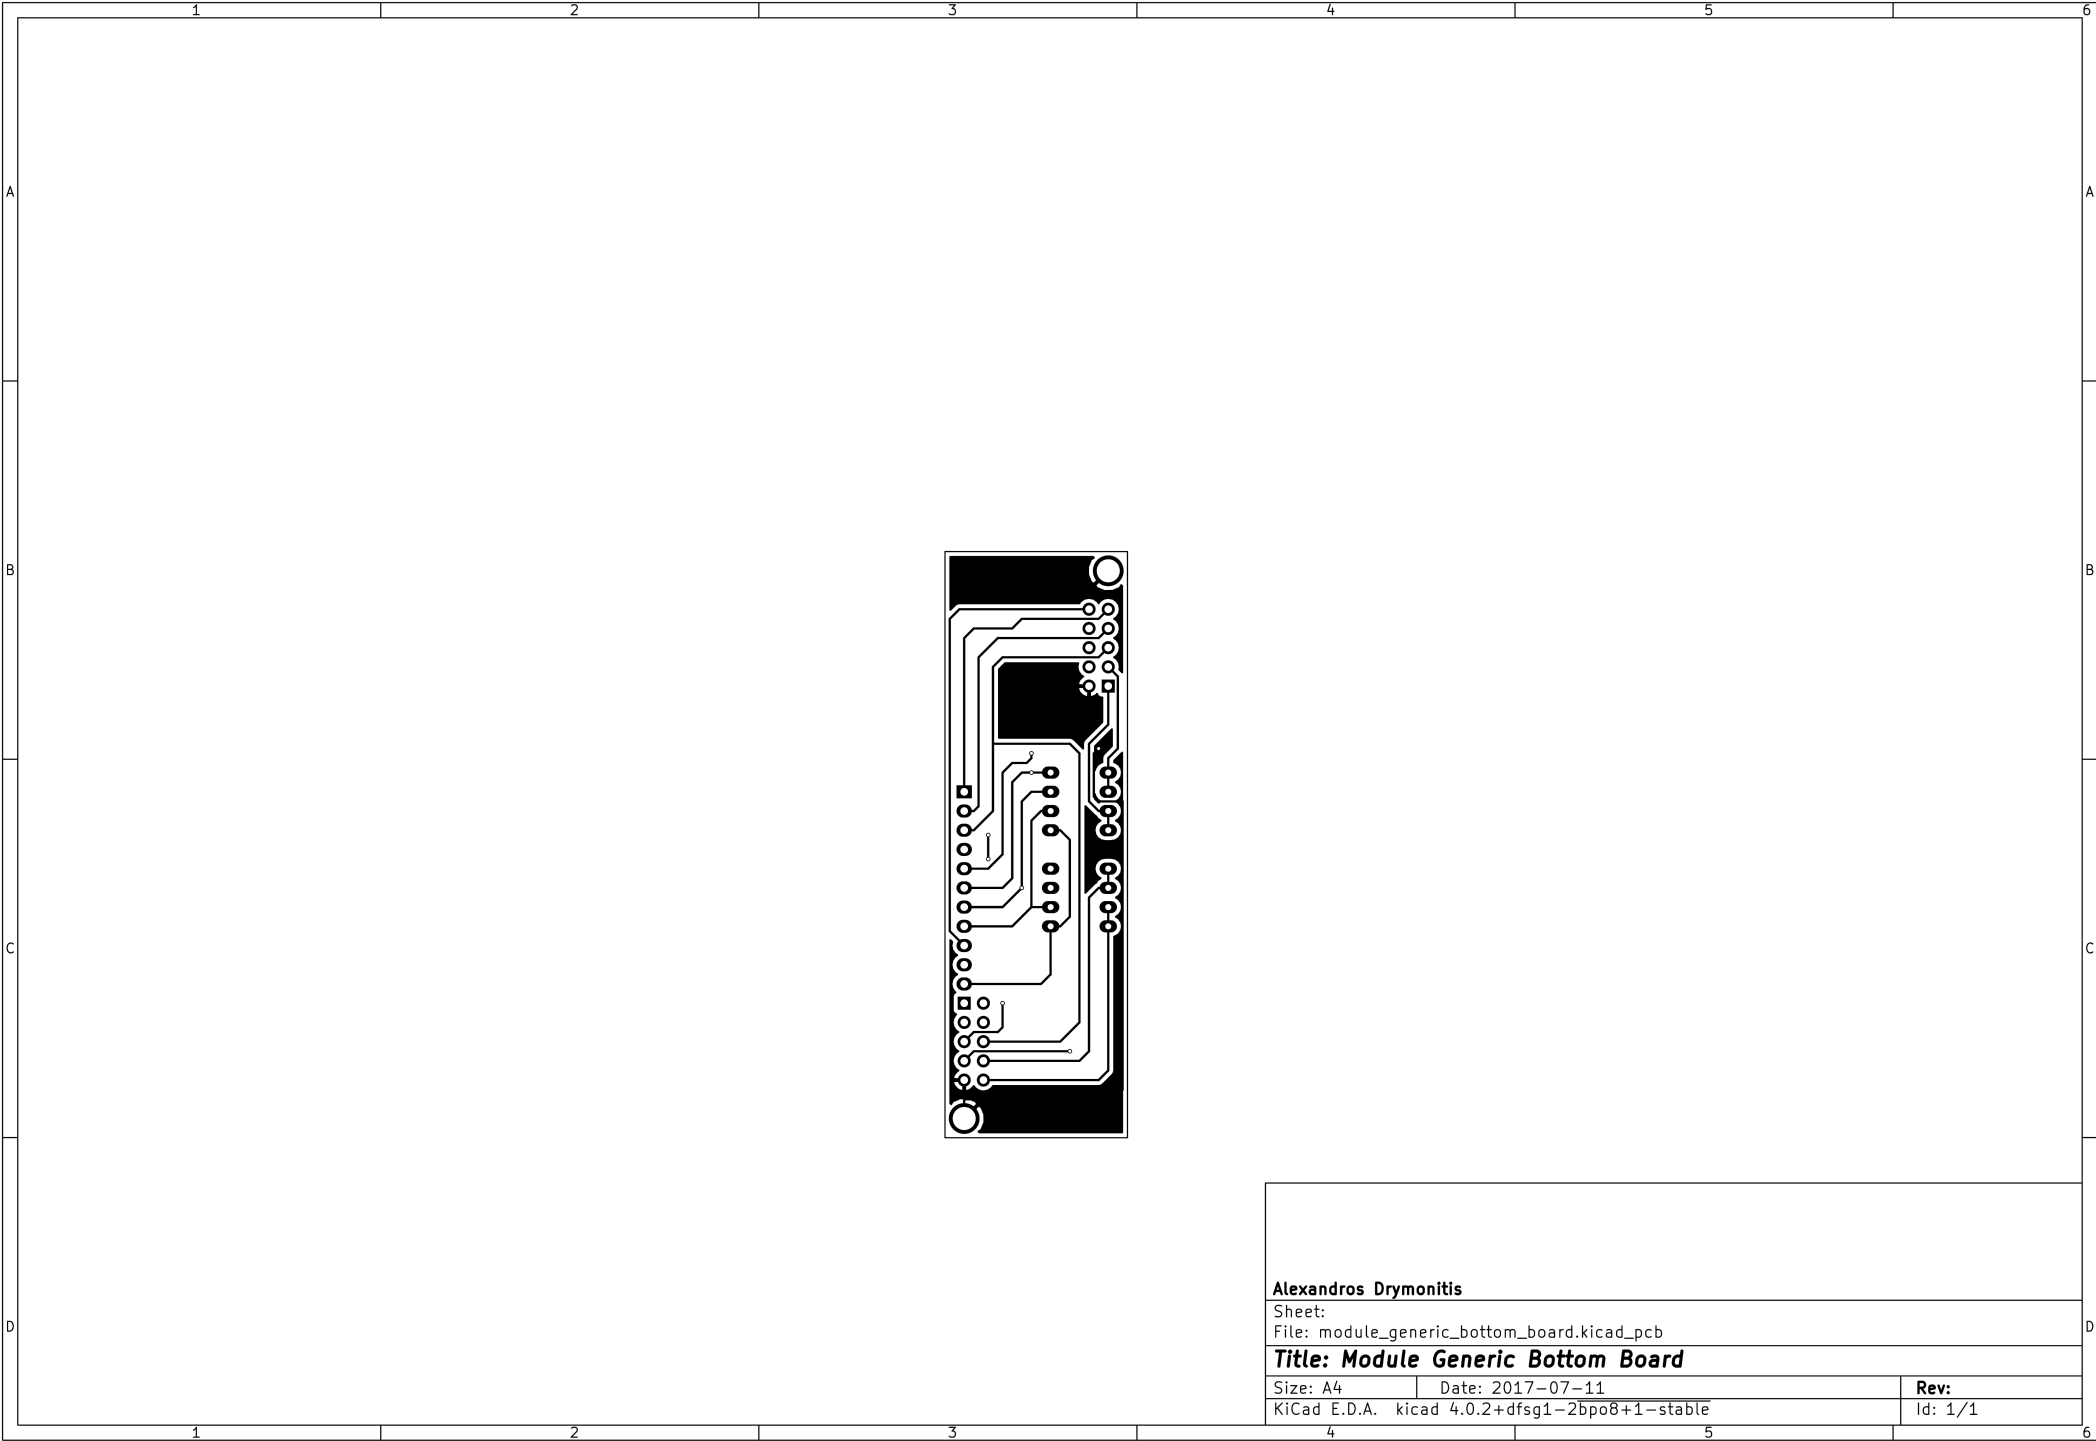 1 2 3 4 5 6
A A
B B
C C
Alexandros Drymonitis
Sheet:
File: module_generic_bottom_board.kicad_pcb
D D
Title: Module Generic Bottom Board
Size: A4 Date: 2017-07-11 Rev:
KiCad E.D.A. kicad 4.0.2+dfsg1-2bpo8+1-stable Id: 1/1
1 2 3 4 5 6